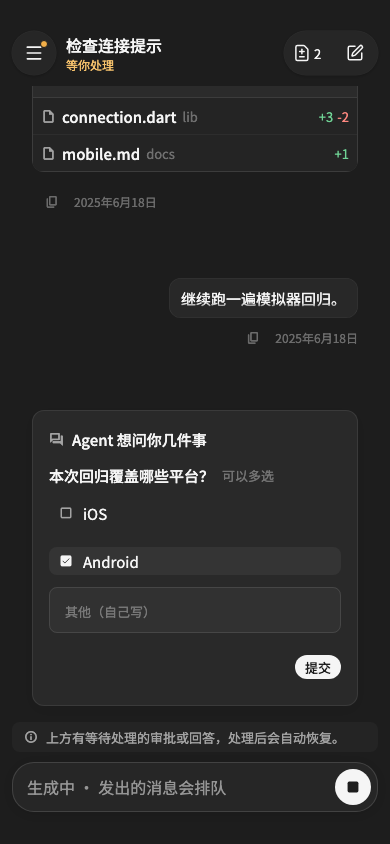 检查连接提示
等你处理
2
connection.dart lib +3 -2
mobile.md docs +1
2025年6月18日
继续跑一遍模拟器回归。
2025年6月18日
Agent 想问你几件事
本次回归覆盖哪些平台？ 可以多选
iOS
Android
其他（自己写）
提交
上方有等待处理的审批或回答，处理后会自动恢复。
生成中 · 发出的消息会排队